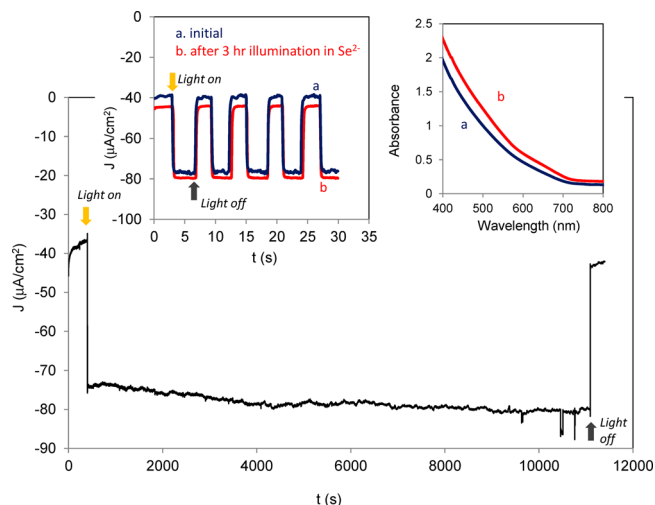 a. initial
b. after 3 hr illumination in Se²⁻
Light on
a
b
Light off
0
-20
-40
-60
-80
-100
J (µA/cm²)
0 5 10 15 20 25 30 35
t (s)
2.5
2
1.5
1
0.5
0
Absorbance
b
a
400 500 600 700 800
Wavelength (nm)
0
-10
-20
-30
-40
-50
-60
-70
-80
-90
J (µA/cm²)
Light on
Light
off
0 2000 4000 6000 8000 10000 12000
t (s)